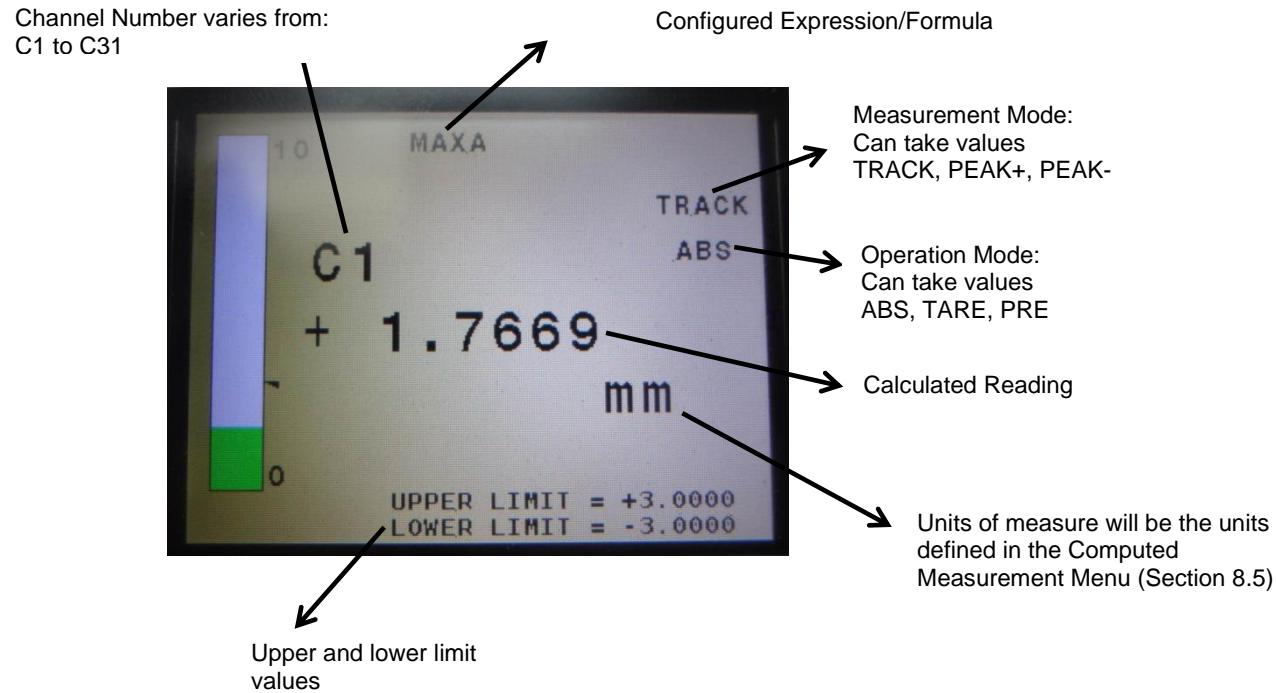 Channel Number varies from:
C1 to C31
Configured Expression/Formula
Measurement Mode:
Can take values
TRACK, PEAK+, PEAK-
Operation Mode:
Can take values
ABS, TARE, PRE
Calculated Reading
Units of measure will be the units
defined in the Computed
Measurement Menu (Section 8.5)
Upper and lower limit
values
10
MAXA
TRACK
ABS
C1
+ 1.7669
mm
0
UPPER LIMIT = +3.0000
LOWER LIMIT = -3.0000